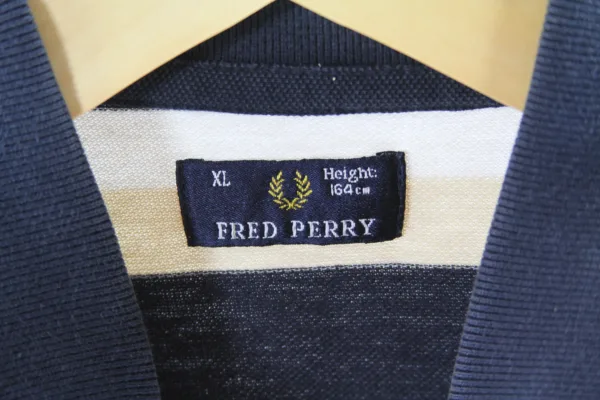 XL
Height:
164cm
FRED PERRY